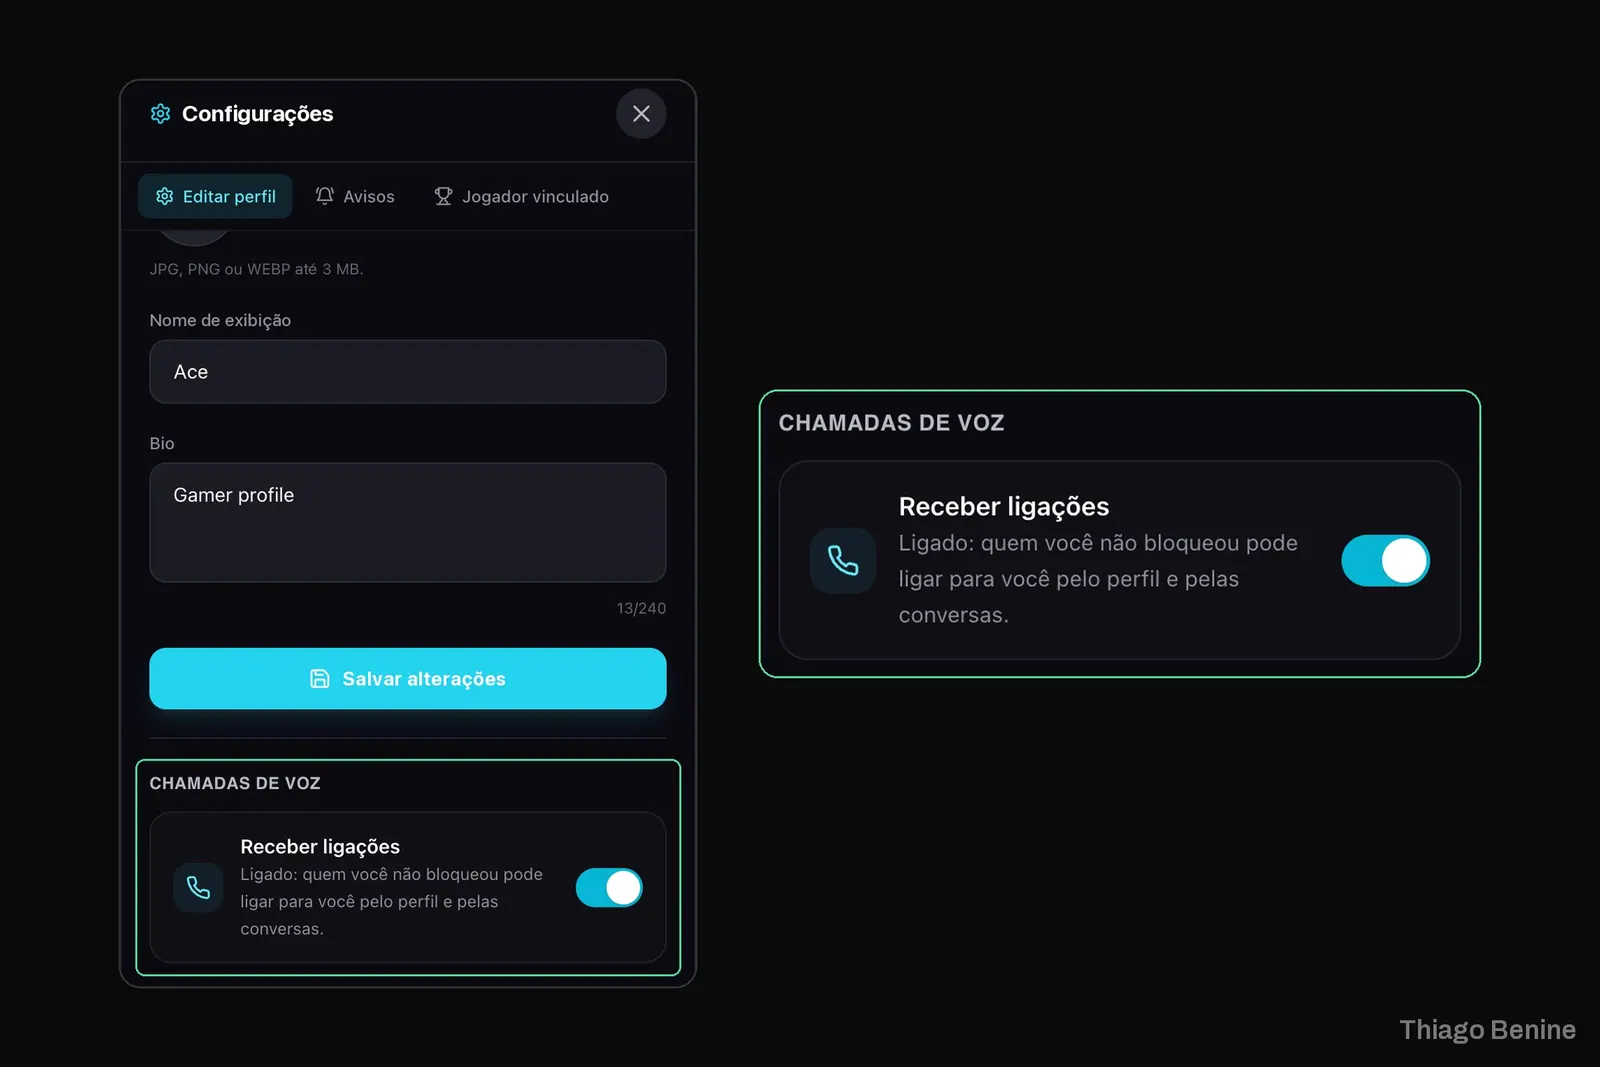 Configurações
Editar perfil
Avisos
Jogador vinculado
JPG, PNG ou WEBP até 3 MB.
Nome de exibição
Ace
Bio
Gamer profile
13/240
Salvar alterações
CHAMADAS DE VOZ
Receber ligações
Ligado: quem você não bloqueou pode
ligar para você pelo perfil e pelas
conversas.
CHAMADAS DE VOZ
Receber ligações
Ligado: quem você não bloqueou pode
ligar para você pelo perfil e pelas
conversas.
Thiago Benine